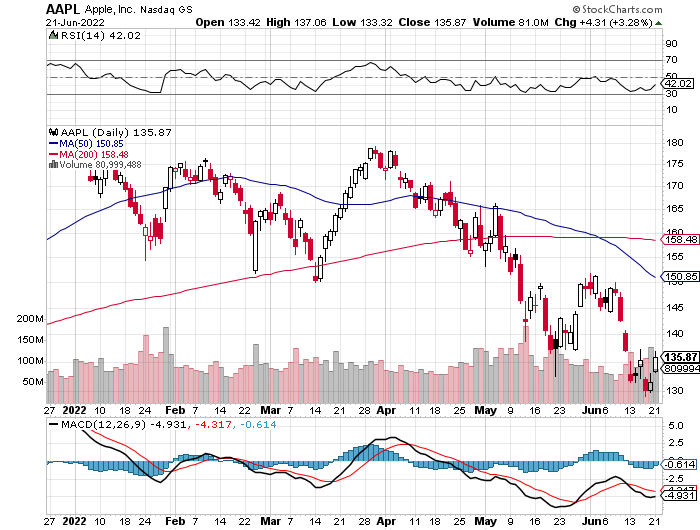 AAPL Apple, Inc. Nasdaq GS © StockCharts.com
21-Jun-2022 Open 133.42 High 137.06 Low 133.32 Close 135.87 Volume 81.0M Chg +4.31 (+3.28%)
RSI(14) 42.02
90
70
50
42.02
30
10
AAPL (Daily) 135.87
MA(50) 150.85
MA(200) 158.48
Volume 80,999,488
180
175
170
165
160
158.48
155
150.85
145
140
135.87
809994
130
200M
150M
100M
50M
27 2022 10 18 24 Feb 7 14 22 Mar 7 14 21 28 Apr 11 18 25 May 9 16 23 Jun 6 13 21
MACD(12,26,9) -4.931, -4.317, -0.614
5.0
2.5
0.0
-0.614
-2.5
-4.931
27 2022 10 18 24 Feb 7 14 22 Mar 7 14 21 28 Apr 11 18 25 May 9 16 23 Jun 6 13 21